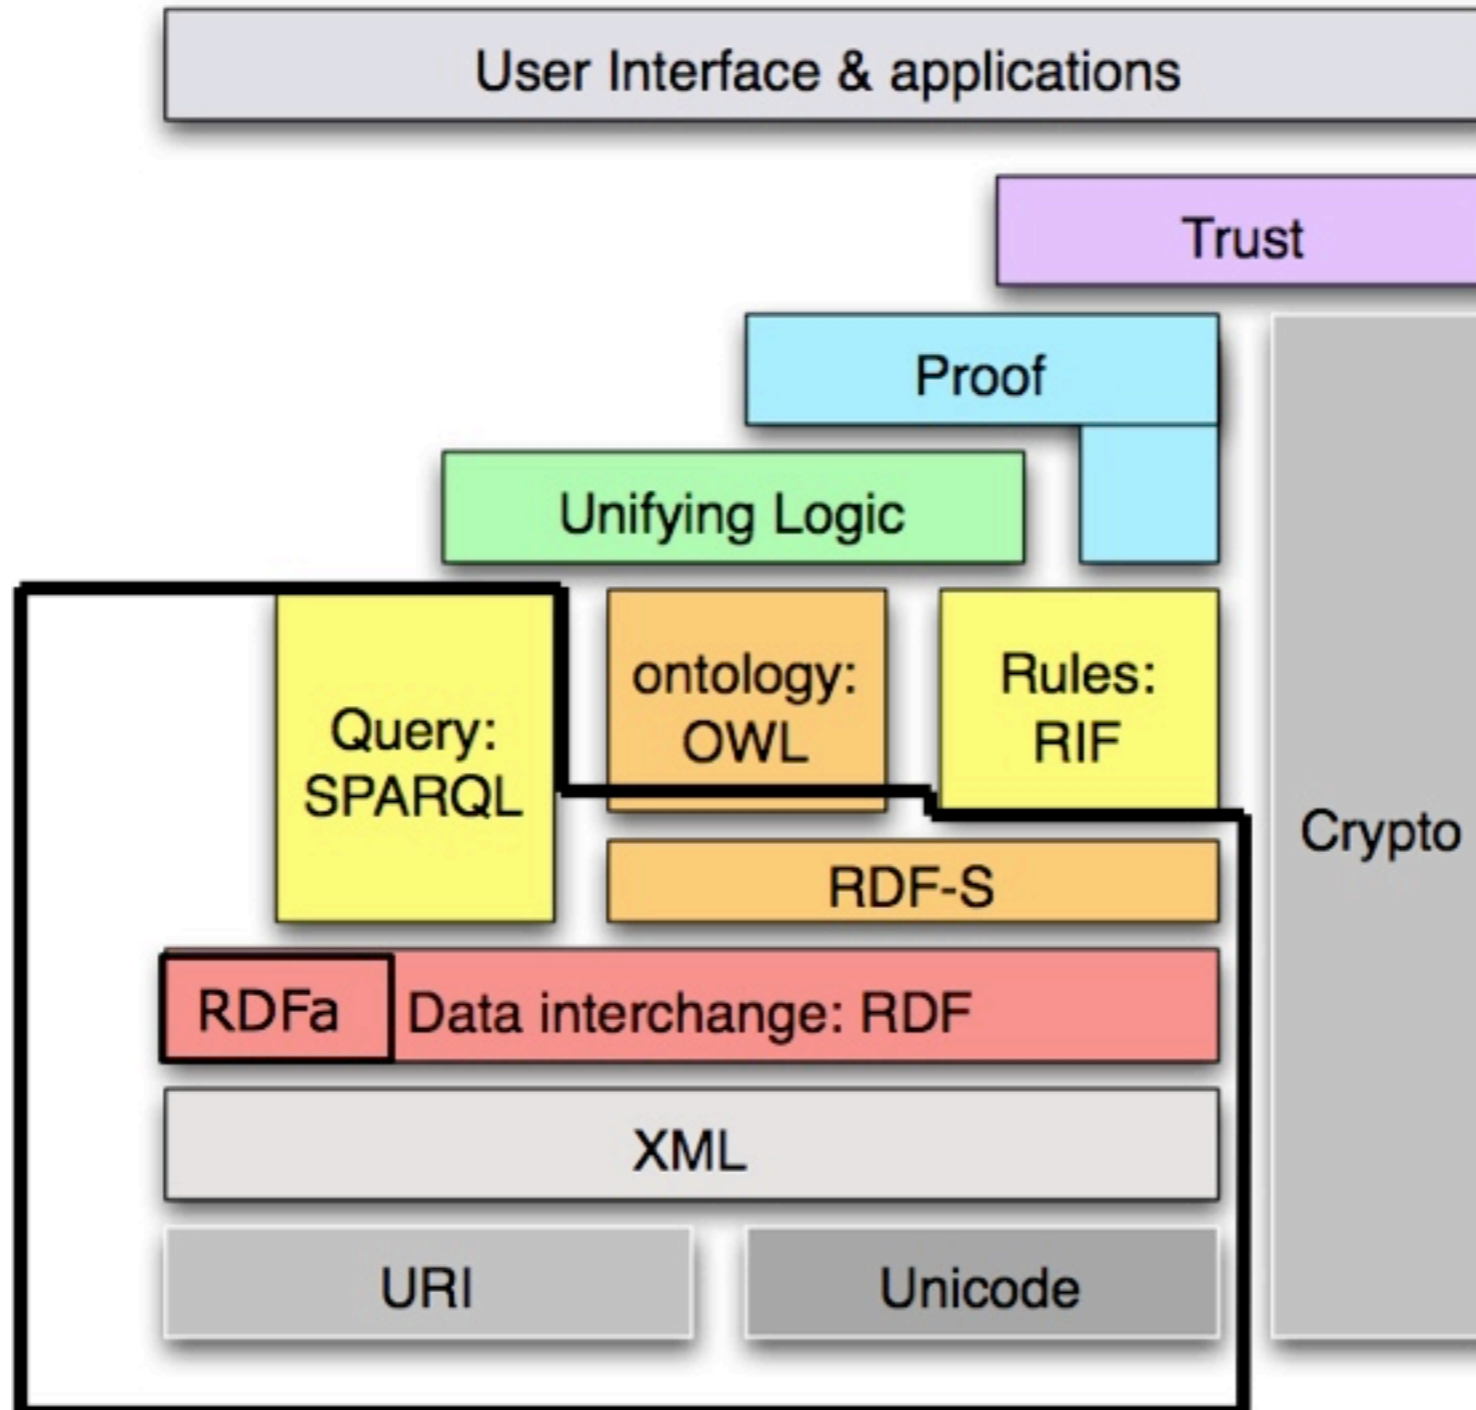 User Interface & applications
Trust
Proof
Unifying Logic
Query:
SPARQL
ontology:
OWL
Rules:
RIF
Crypto
RDF-S
RDFa
Data interchange: RDF
XML
URI
Unicode